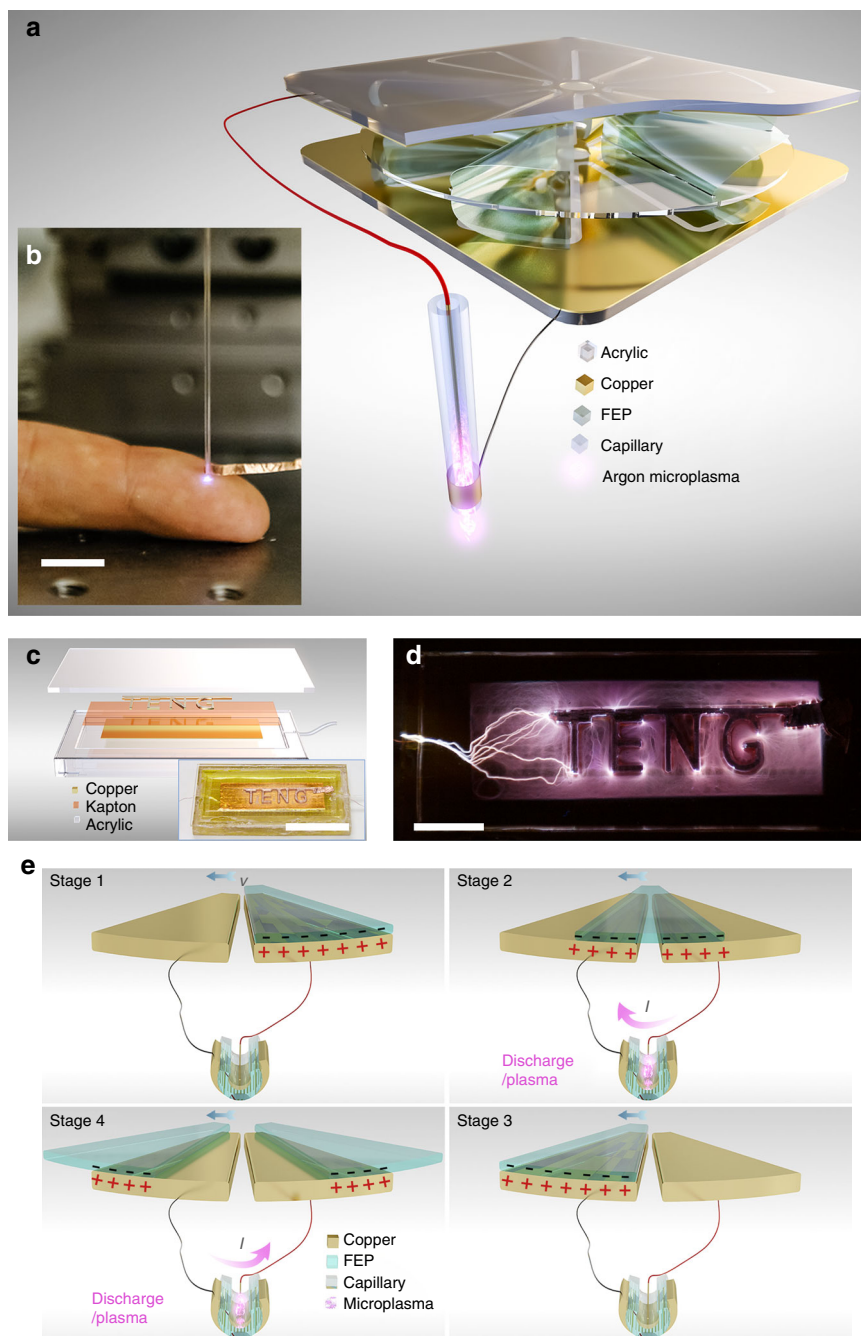 a
b
Acrylic
Copper
FEP
Capillary
Argon microplasma
c
TENG
TENG
Copper
Kapton
Acrylic
TENG
d
TENG
e
Stage 1
v
+ + + + + + +
Stage 2
+ + + + + + + +
I
Discharge
/plasma
Stage 4
+ + + + + + + +
I
Discharge
/plasma
Copper
FEP
Capillary
Microplasma
Stage 3
+ + + + + + +